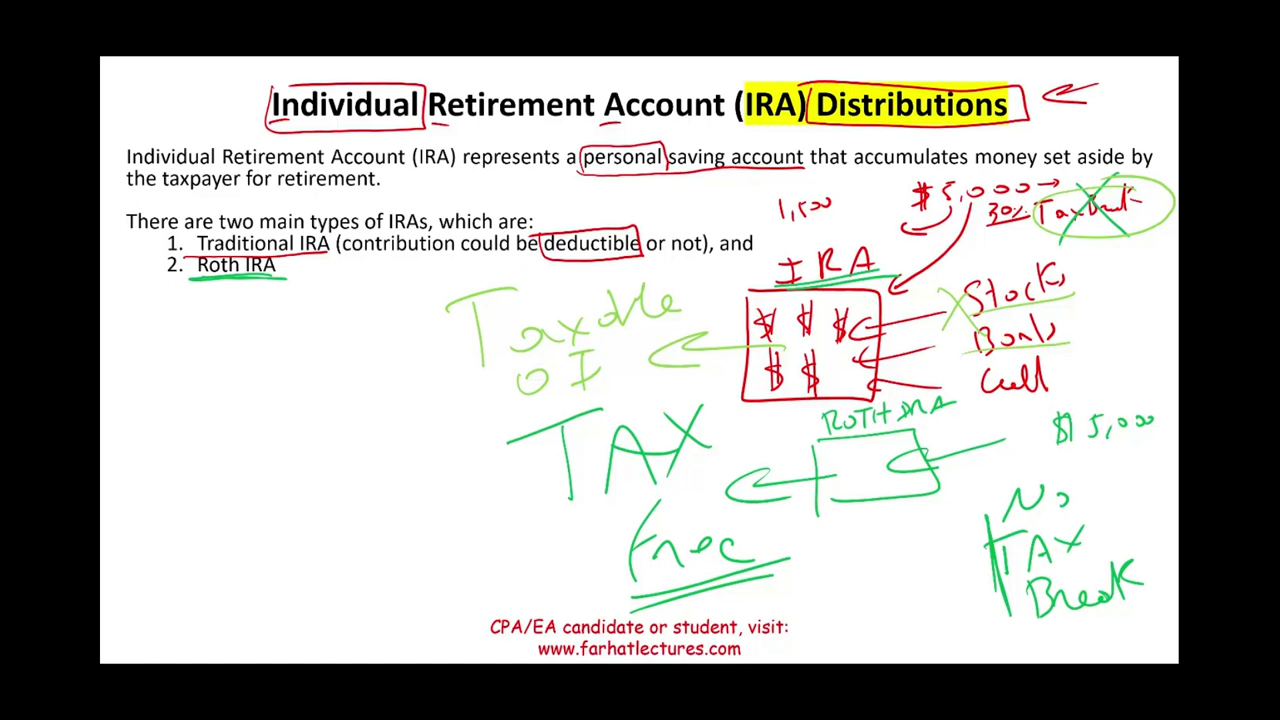 Individual Retirement Account (IRA) Distributions
Individual Retirement Account (IRA) represents a personal saving account that accumulates money set aside by
the taxpayer for retirement.
There are two main types of IRAs, which are:
1. Traditional IRA (contribution could be deductible or not), and
2. Roth IRA
1,500
$5,000
30% Tax Break
IRA
$ $ $
$ $
Stocks
Bonds
Taxable
OI
ROTH IRA
$15,000
TAX
Free
No
TAX
Break
CPA/EA candidate or student, visit:
www.farhatlectures.com